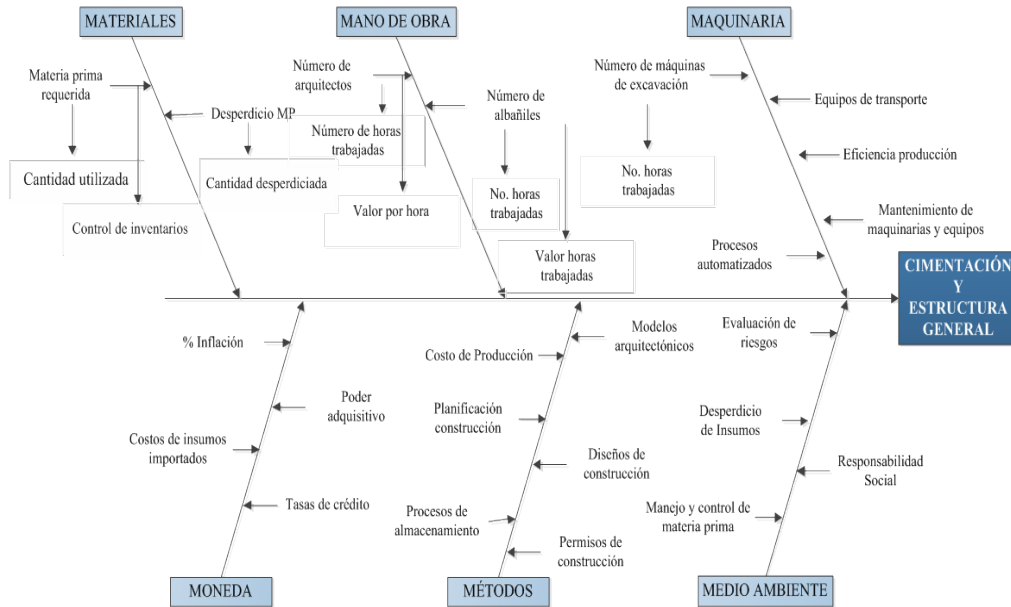 MATERIALES
MANO DE OBRA
MAQUINARIA
Materia prima
requerida
Desperdicio MP
Cantidad utilizada
Control de inventarios
Cantidad desperdiciada
Número de
arquitectos
Número de horas
trabajadas
Valor por hora
Número de
albañiles
No. horas
trabajadas
Valor horas
trabajadas
Número de máquinas
de excavación
No. horas
trabajadas
Equipos de transporte
Eficiencia producción
Mantenimiento de
maquinarias y equipos
Procesos
automatizados
CIMENTACIÓN
Y
ESTRUCTURA
GENERAL
% Inflación
Poder
adquisitivo
Costos de insumos
importados
Tasas de crédito
Modelos
arquitectónicos
Costo de Producción
Planificación
construcción
Diseños de
construcción
Procesos de
almacenamiento
Permisos de
construcción
Evaluación de
riesgos
Desperdicio
de Insumos
Responsabilidad
Social
Manejo y control de
materia prima
MONEDA
MÉTODOS
MEDIO AMBIENTE